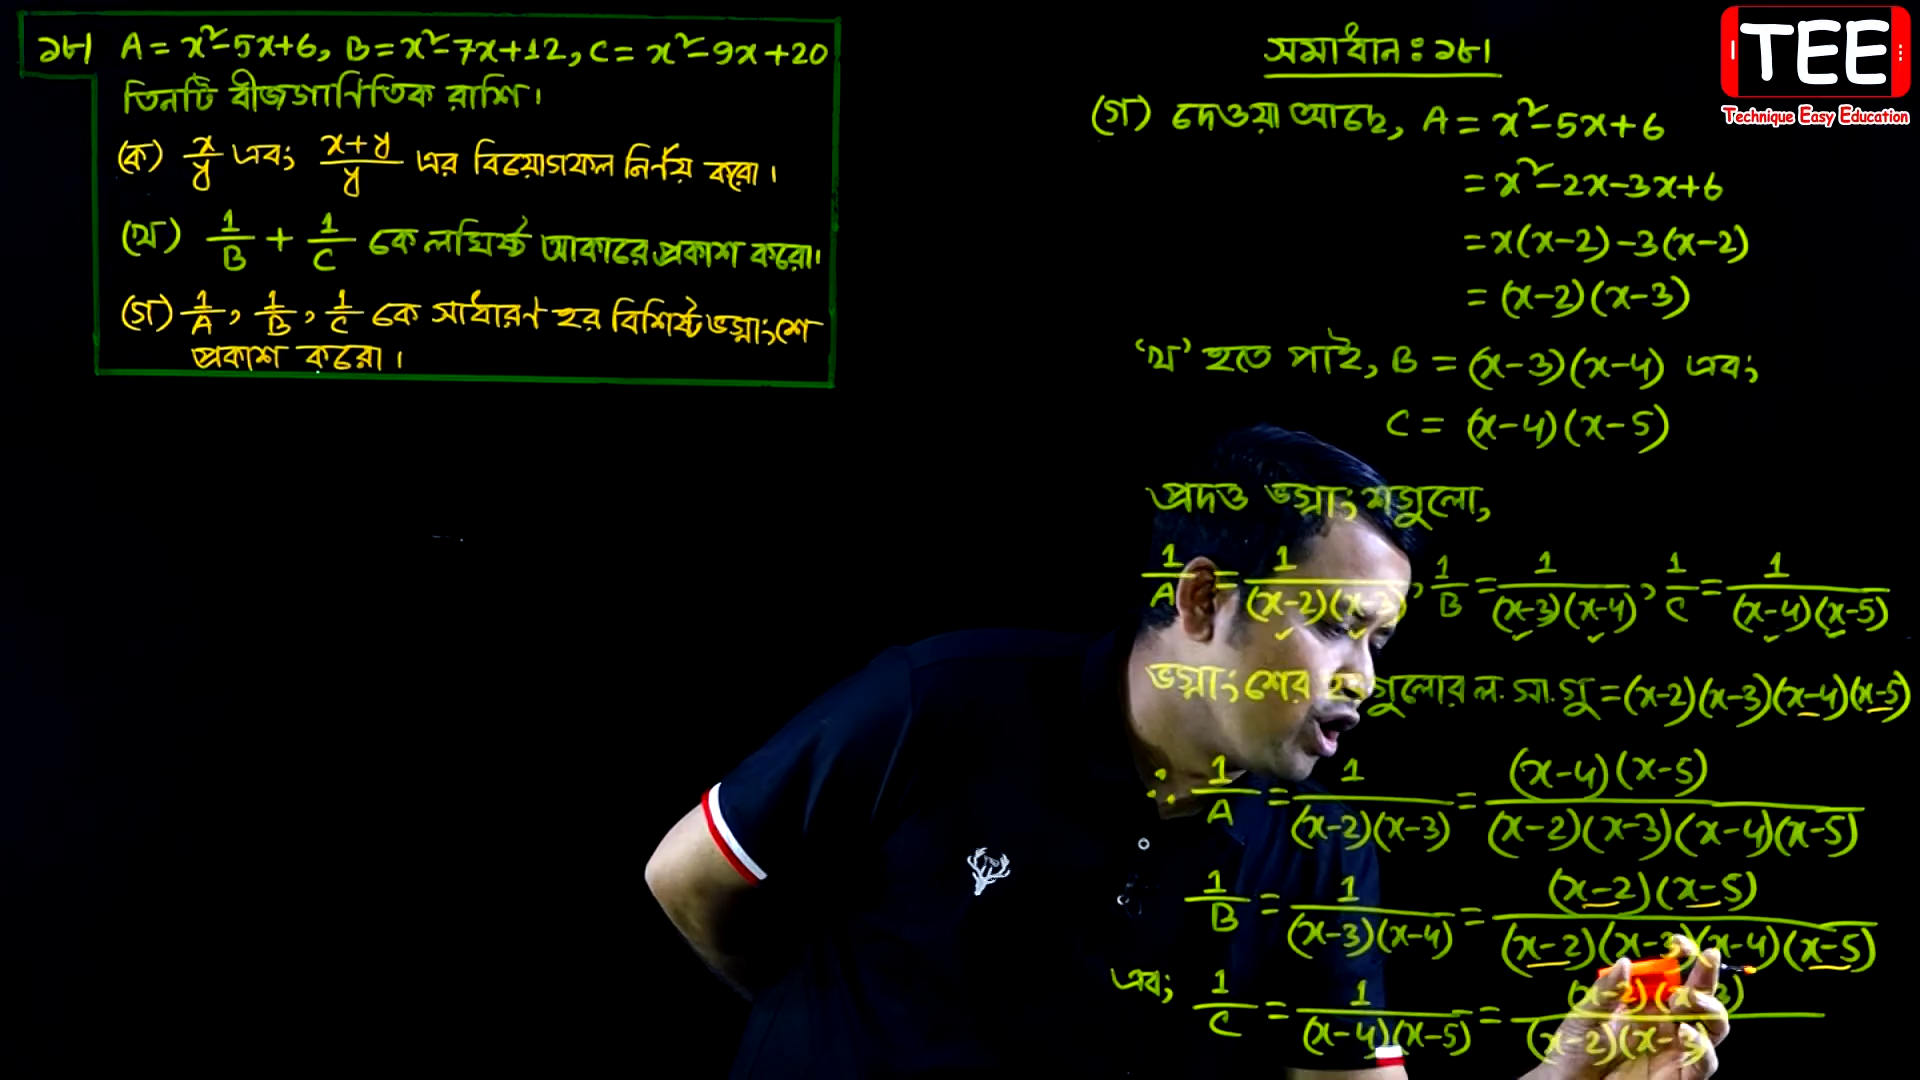 ১৮। A = x²-5x+6, B = x²-7x+12, C = x²-9x+20
তিনটি বীজগাণিতিক রাশি।
(ক) x/y এবং (x+y)/y এর বিয়োগফল নির্ণয় করো।
(খ) 1/B + 1/C কে লঘিষ্ঠ আকারে প্রকাশ করো।
(গ) 1/A, 1/B, 1/C কে সাধারণ হর বিশিষ্ট ভগ্নাংশে
প্রকাশ করো।
সমাধান: ১৮।
(গ) দেওয়া আছে, A = x²-5x+6
= x²-2x-3x+6
= x(x-2)-3(x-2)
= (x-2)(x-3)
'খ' হতে পাই, B = (x-3)(x-4) এবং
C = (x-4)(x-5)
প্রদত্ত ভগ্নাংশগুলো,
1/A = 1/(x-2)(x-3), 1/B = 1/(x-3)(x-4), 1/C = 1/(x-4)(x-5)
ভগ্নাংশের হরগুলোর ল.সা.গু = (x-2)(x-3)(x-4)(x-5)
∴ 1/A = 1/(x-2)(x-3) = (x-4)(x-5)/(x-2)(x-3)(x-4)(x-5)
1/B = 1/(x-3)(x-4) = (x-2)(x-5)/(x-2)(x-3)(x-4)(x-5)
এবং 1/C = 1/(x-4)(x-5) = (x-2)(x-3)/(x-2)(x-3)
TEE
Technique Easy Education